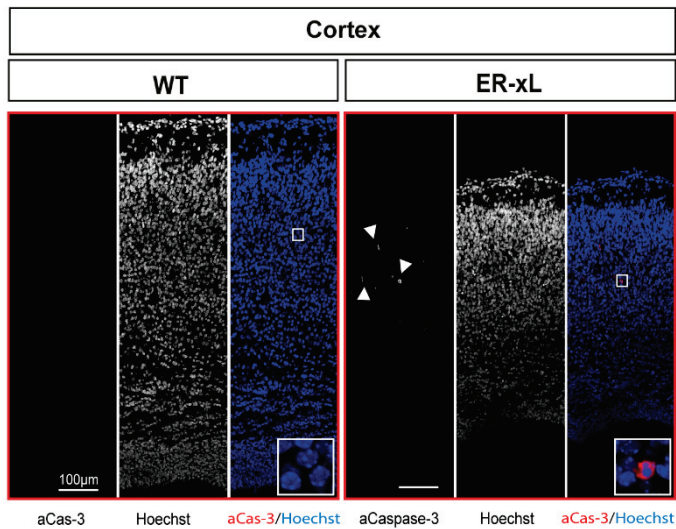 Cortex
WT
ER-xL
100µm
aCas-3
Hoechst
aCas-3/Hoechst
aCaspase-3
Hoechst
aCas-3/Hoechst